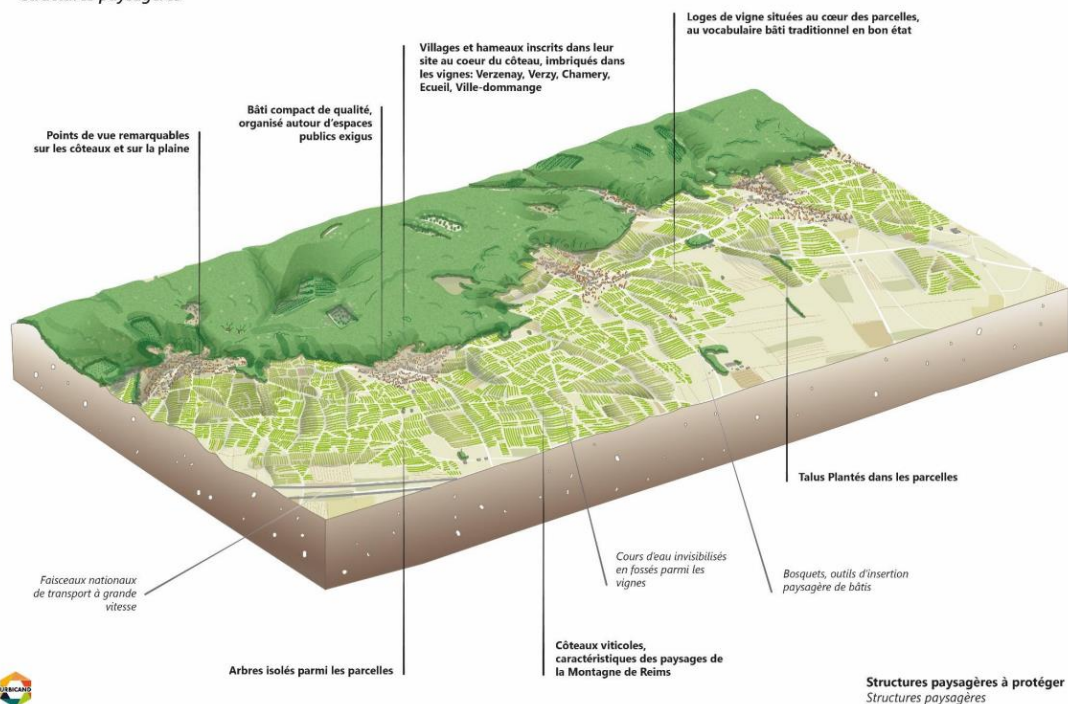 Structures paysagères
Loges de vigne situées au cœur des parcelles,
au vocabulaire bâti traditionnel en bon état
Villages et hameaux inscrits dans leur
site au coeur du côteau, imbriqués dans
les vignes: Verzenay, Verzy, Chamery,
Ecueil, Ville-dommange
Bâti compact de qualité,
organisé autour d'espaces
publics exigus
Points de vue remarquables
sur les côteaux et sur la plaine
Talus Plantés dans les parcelles
Cours d'eau invisibilisés
en fossés parmi les
vignes
Bosquets, outils d'insertion
paysagère de bâtis
Faisceaux nationaux
de transport à grande
vitesse
Arbres isolés parmi les parcelles
Côteaux viticoles,
caractéristiques des paysages de
la Montagne de Reims
URBICAND
Structures paysagères à protéger
Structures paysagères